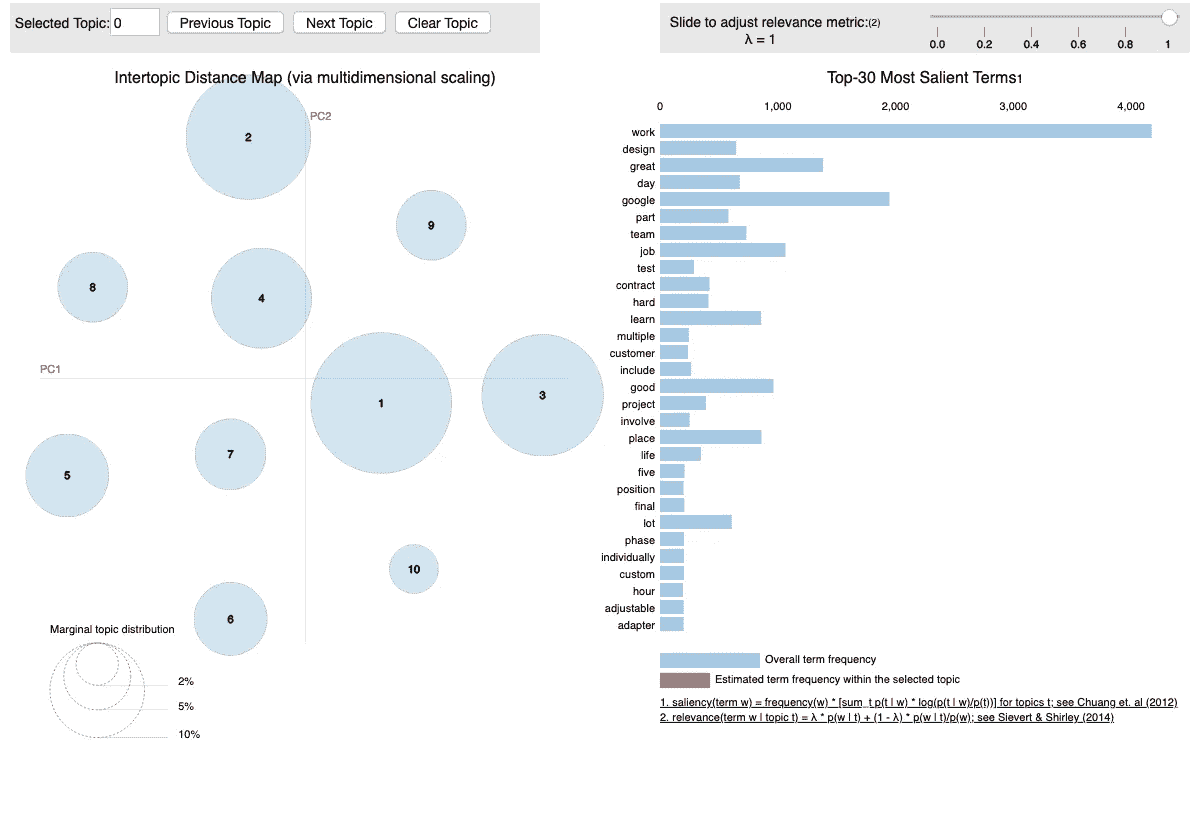 Selected Topic: 0 Previous Topic Next Topic Clear Topic
Slide to adjust relevance metric:(2)
λ = 1
0.0 0.2 0.4 0.6 0.8 1
Intertopic Distance Map (via multidimensional scaling)
PC2
2
9
8
4
PC1
1
3
7
5
10
6
Marginal topic distribution
2%
5%
10%
Top-30 Most Salient Terms1
0 1,000 2,000 3,000 4,000
work
design
great
day
google
part
team
job
test
contract
hard
learn
multiple
customer
include
good
project
involve
place
life
five
position
final
lot
phase
individually
custom
hour
adjustable
adapter
Overall term frequency
Estimated term frequency within the selected topic
1. saliency(term w) = frequency(w) * [sum_t p(t | w) * log(p(t | w)/p(t))] for topics t; see Chuang et. al (2012)
2. relevance(term w | topic t) = λ * p(w | t) + (1 - λ) * p(w | t)/p(w); see Sievert & Shirley (2014)